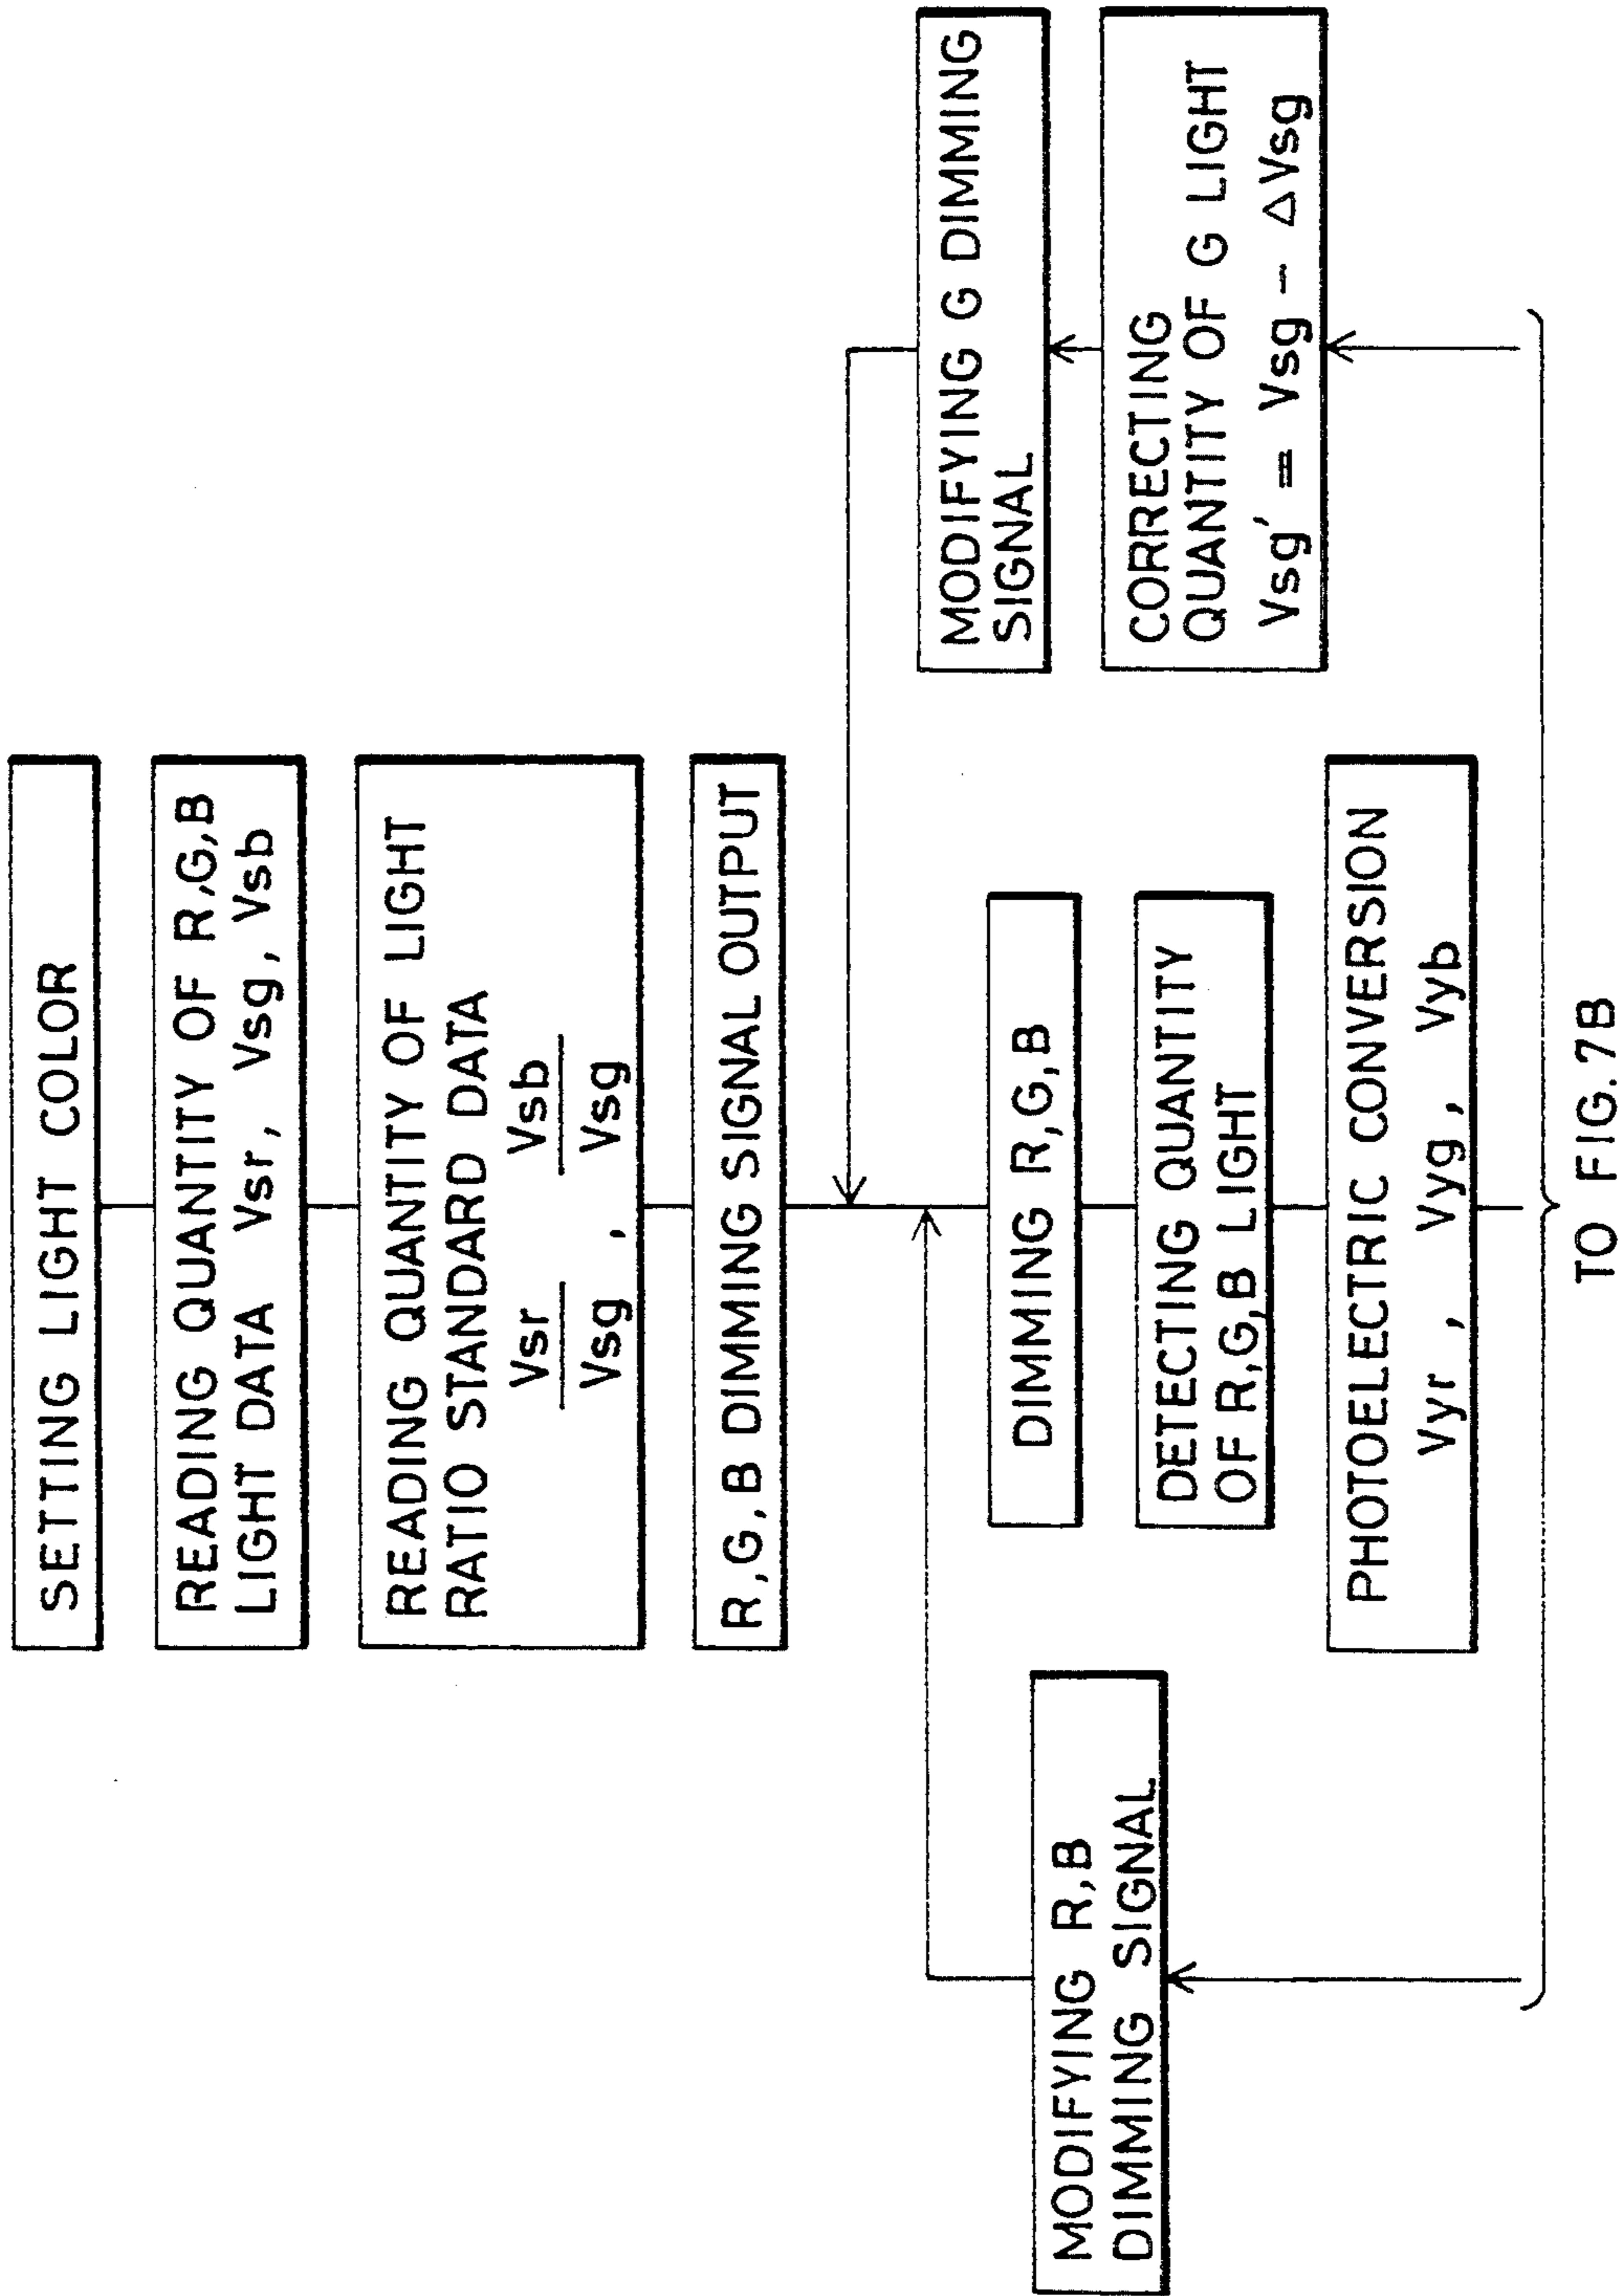 SETTING LIGHT COLOR
READING QUANTITY OF R,G,B
LIGHT DATA Vsr, Vsg, Vsb
READING QUANTITY OF LIGHT
RATIO STANDARD DATA
Vsr Vsb
Vsg , Vsg
R,G,B DIMMING SIGNAL OUTPUT
MODIFYING R,B
DIMMING SIGNAL
DIMMING R,G,B
DETECTING QUANTITY
OF R,G,B LIGHT
PHOTOELECTRIC CONVERSION
Vyr , Vyg , Vyb
MODIFYING G DIMMING
SIGNAL
CORRECTING
QUANTITY OF G LIGHT
Vsg' = Vsg - △Vsg
TO FIG.7B